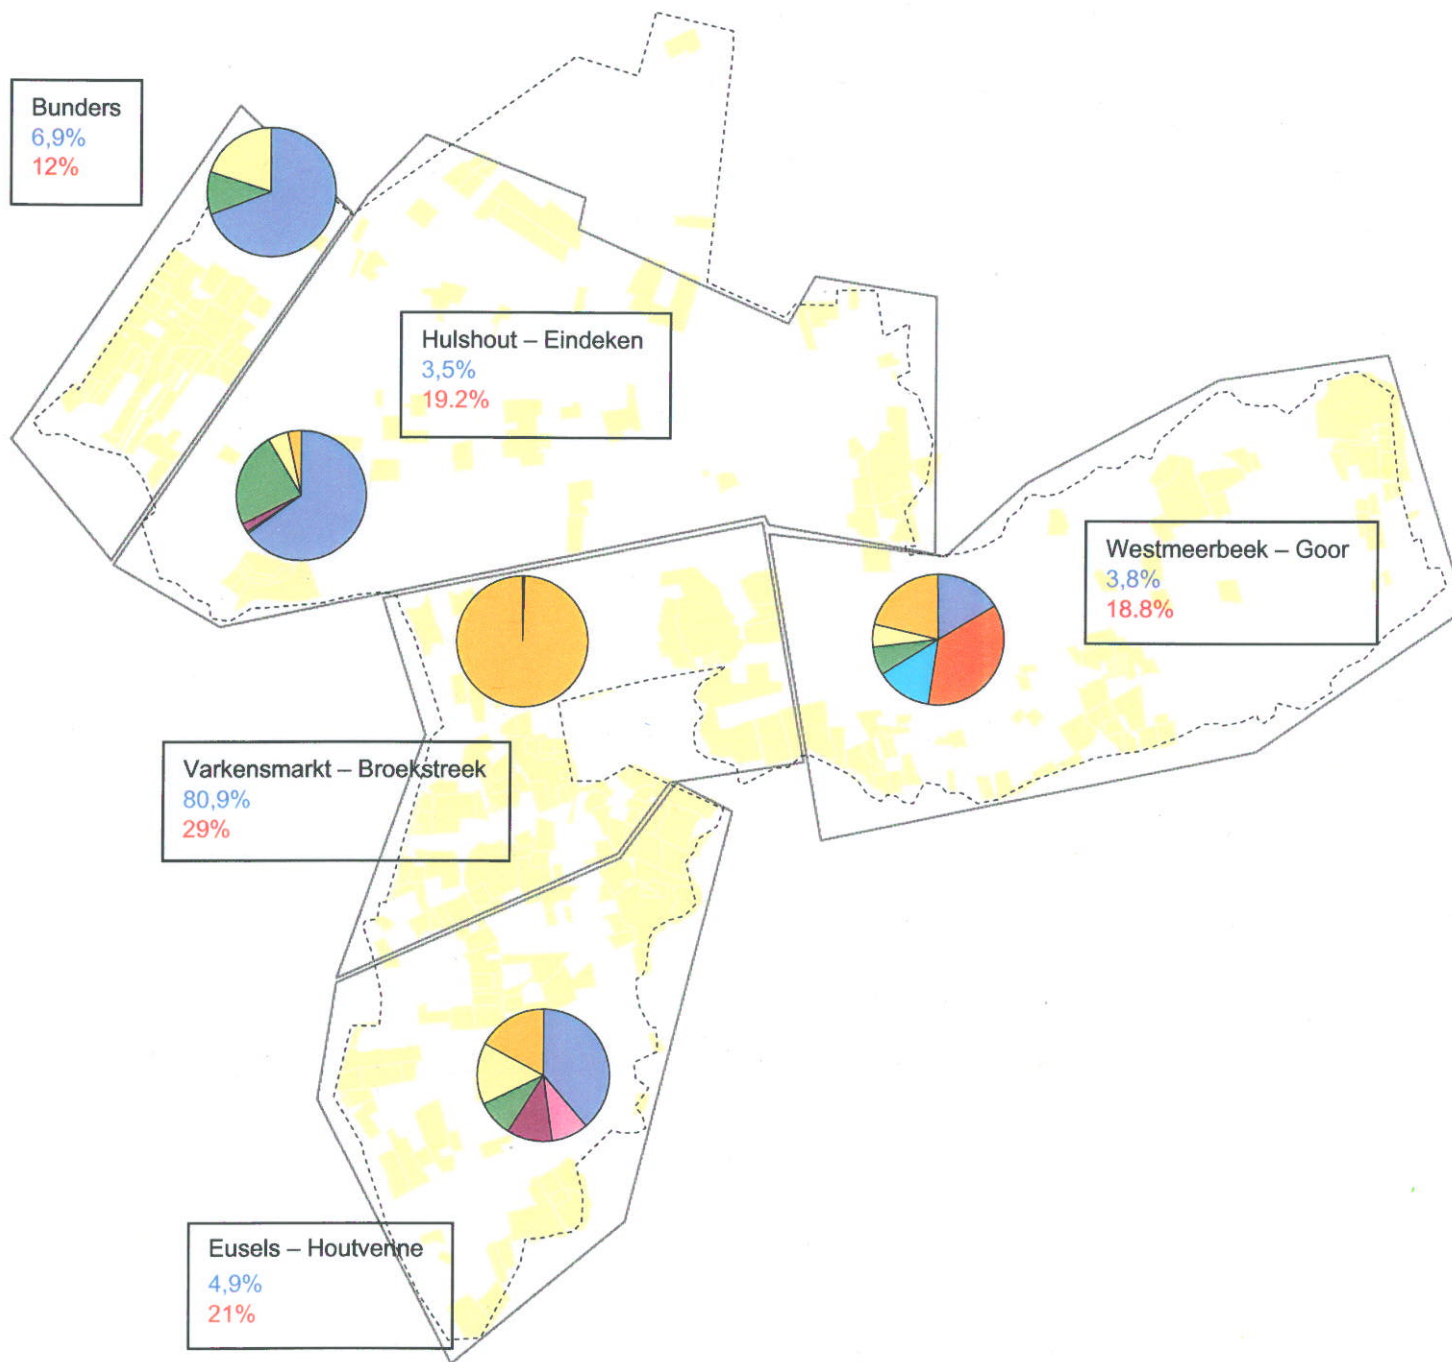 Bunders
6,9%
12%
Hulshout – Eindeken
3,5%
19.2%
Westmeerbeek – Goor
3,8%
18.8%
Varkensmarkt – Broekstreek
80,9%
29%
Eusels – Houtvenne
4,9%
21%